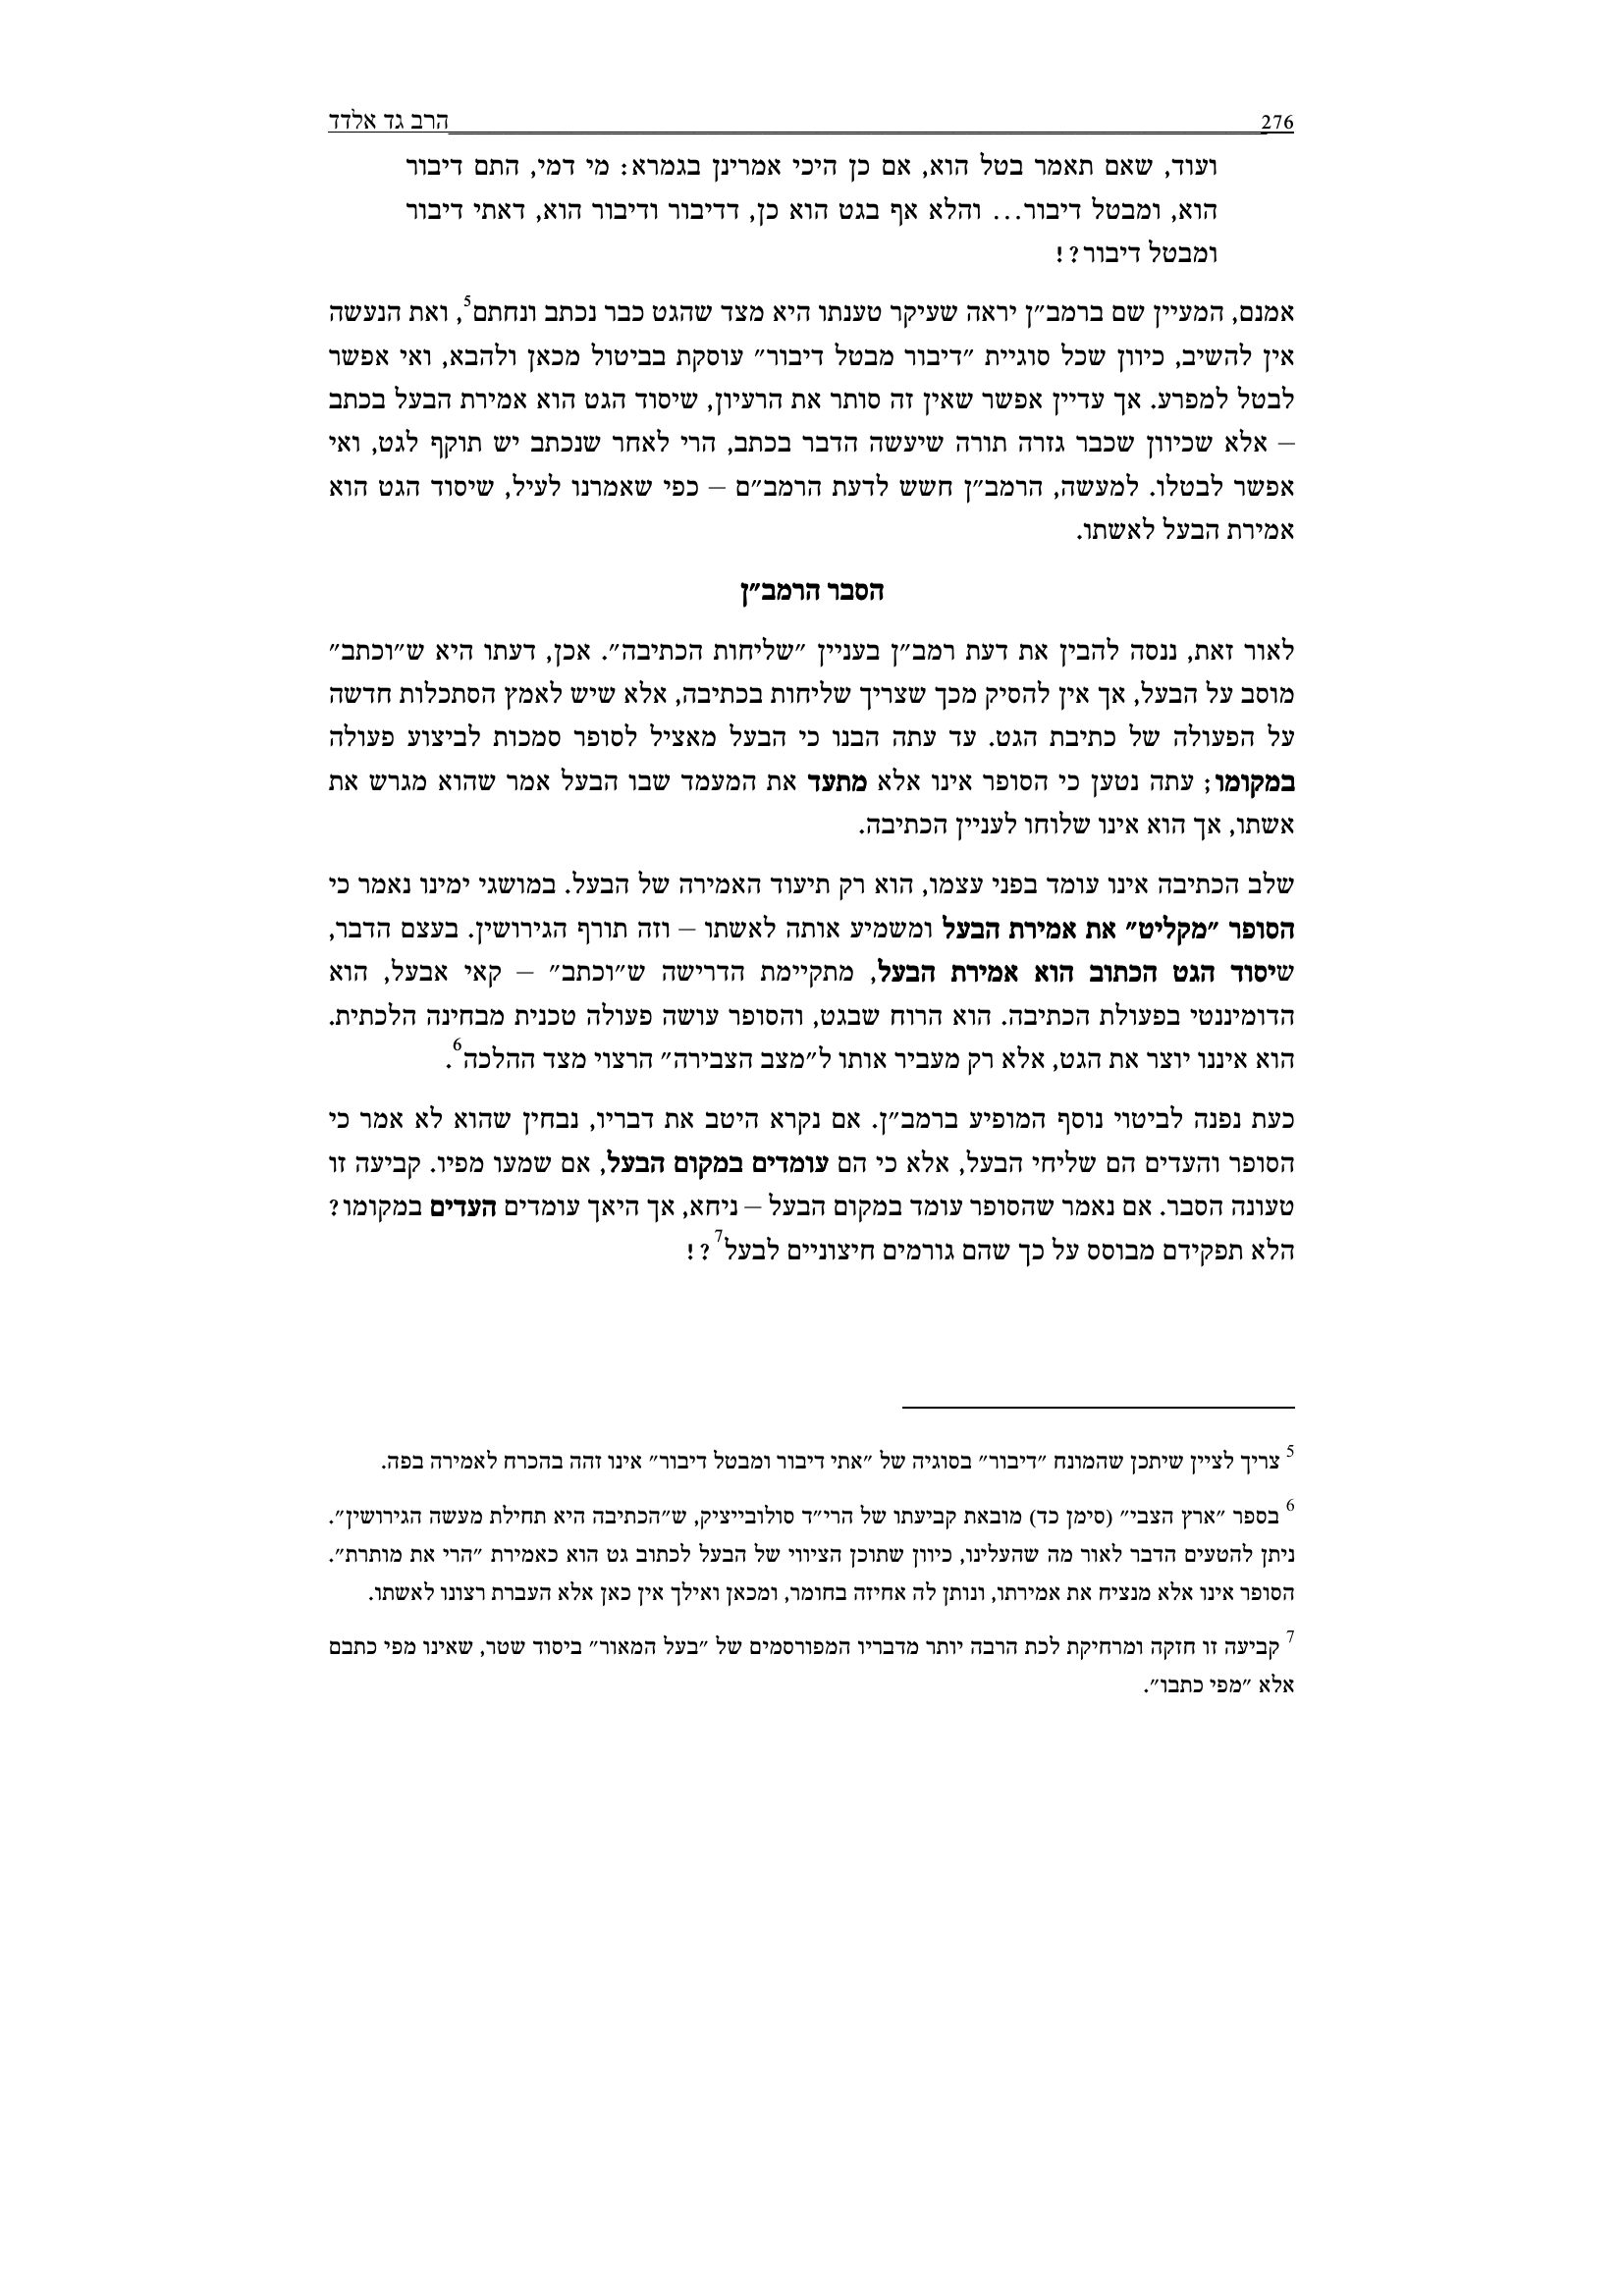 276 הרב גד אלדד
ועוד, שאם תאמר בטל הוא, אם כן היכי אמרינן בגמרא: מי דמי, התם דיבור
הוא, ומבטל דיבור... והלא אף בגט הוא כן, דדיבור ודיבור הוא, דאתי דיבור
ומבטל דיבור?!
אמנם, המעיין שם ברמב״ן יראה שעיקר טענתו היא מצד שהגט כבר נכתב ונחתם5, ואת הנעשה
אין להשיב, כיוון שכל סוגיית ״דיבור מבטל דיבור״ עוסקת בביטול מכאן ולהבא, ואי אפשר
לבטל למפרע. אך עדיין אפשר שאין זה סותר את הרעיון, שיסוד הגט הוא אמירת הבעל בכתב
– אלא שכיוון שכבר גזרה תורה שיעשה הדבר בכתב, הרי לאחר שנכתב יש תוקף לגט, ואי
אפשר לבטלו. למעשה, הרמב״ן חשש לדעת הרמב״ם – כפי שאמרנו לעיל, שיסוד הגט הוא
אמירת הבעל לאשתו.
הסבר הרמב״ן
לאור זאת, ננסה להבין את דעת רמב״ן בעניין ״שליחות הכתיבה״. אכן, דעתו היא ש״וכתב״
מוסב על הבעל, אך אין להסיק מכך שצריך שליחות בכתיבה, אלא שיש לאמץ הסתכלות חדשה
על הפעולה של כתיבת הגט. עד עתה הבנו כי הבעל מאציל לסופר סמכות לביצוע פעולה
במקומו; עתה נטען כי הסופר אינו אלא מתעד את המעמד שבו הבעל אמר שהוא מגרש את
אשתו, אך הוא אינו שלוחו לעניין הכתיבה.
שלב הכתיבה אינו עומד בפני עצמו, הוא רק תיעוד האמירה של הבעל. במושגי ימינו נאמר כי
הסופר ״מקליט״ את אמירת הבעל ומשמיע אותה לאשתו – וזה תורף הגירושין. בעצם הדבר,
שיסוד הגט הכתוב הוא אמירת הבעל, מתקיימת הדרישה ש״וכתב״ – קאי אבעל, הוא
הדומיננטי בפעולת הכתיבה. הוא הרוח שבגט, והסופר עושה פעולה טכנית מבחינה הלכתית.
הוא איננו יוצר את הגט, אלא רק מעביר אותו ל״מצב הצבירה״ הרצוי מצד ההלכה6.
כעת נפנה לביטוי נוסף המופיע ברמב״ן. אם נקרא היטב את דבריו, נבחין שהוא לא אמר כי
הסופר והעדים הם שליחי הבעל, אלא כי הם עומדים במקום הבעל, אם שמעו מפיו. קביעה זו
טעונה הסבר. אם נאמר שהסופר עומד במקום הבעל – ניחא, אך היאך עומדים העדים במקומו?
הלא תפקידם מבוסס על כך שהם גורמים חיצוניים לבעל7?!
5 צריך לציין שיתכן שהמונח ״דיבור״ בסוגיה של ״אתי דיבור ומבטל דיבור״ אינו זהה בהכרח לאמירה בפה.
6 בספר ״ארץ הצבי״ (סימן כד) מובאת קביעתו של הרי״ד סולובייציק, ש״הכתיבה היא תחילת מעשה הגירושין״.
ניתן להטעים הדבר לאור מה שהעלינו, כיוון שתוכן הציווי של הבעל לכתוב גט הוא כאמירת ״הרי את מותרת״.
הסופר אינו אלא מנציח את אמירתו, ונותן לה אחיזה בחומר, ומכאן ואילך אין כאן אלא העברת רצונו לאשתו.
7 קביעה זו חזקה ומרחיקת לכת הרבה יותר מדבריו המפורסמים של ״בעל המאור״ ביסוד שטר, שאינו מפי כתבם
אלא ״מפי כתבו״.